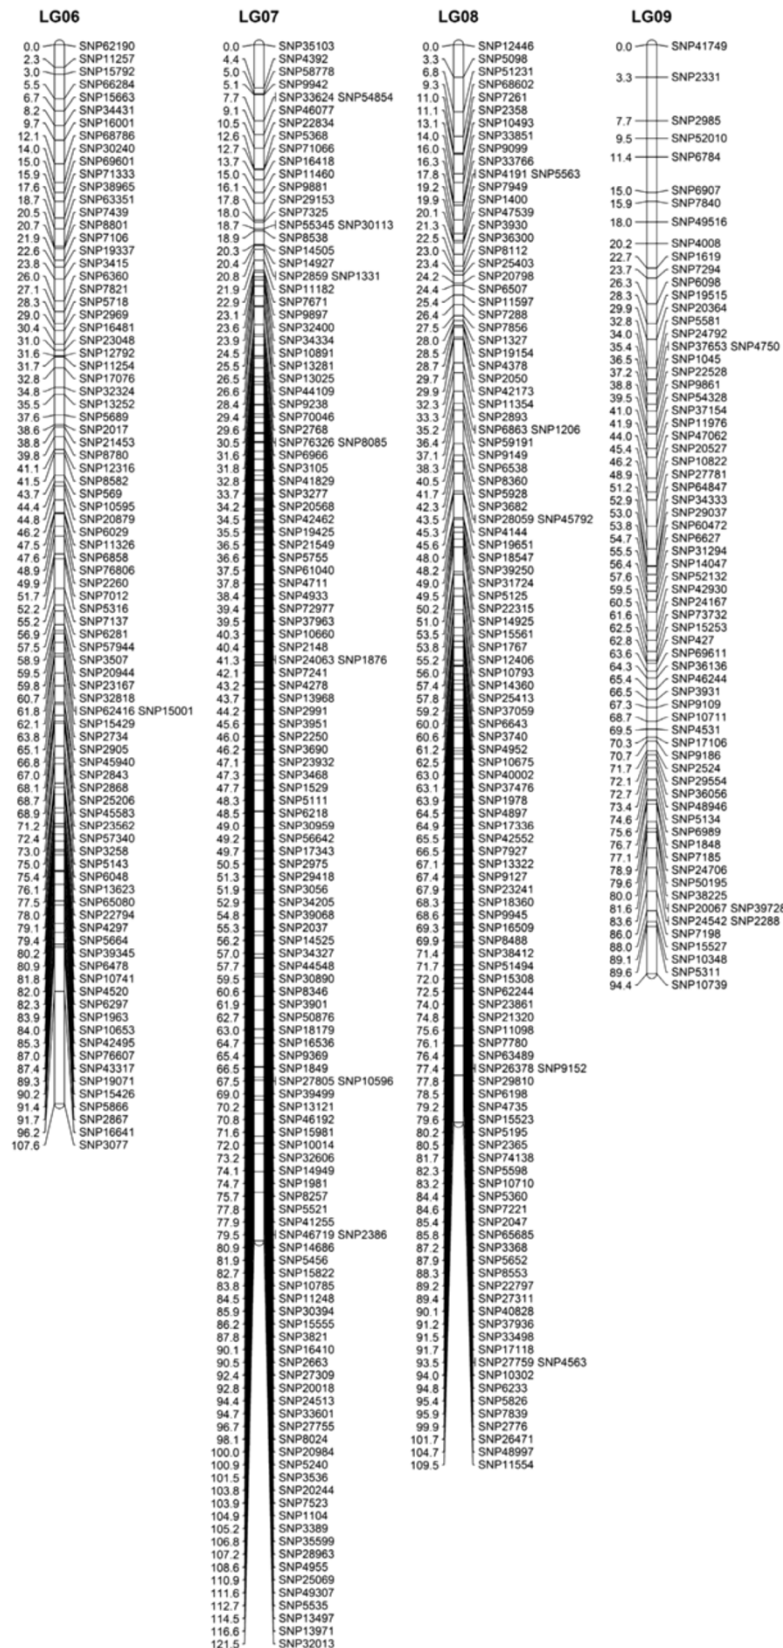 LG06
0.0 SNP62190
2.3 SNP11257
3.0 SNP15792
5.5 SNP66284
6.7 SNP15663
8.2 SNP34431
9.7 SNP16001
12.1 SNP68786
14.0 SNP30240
15.0 SNP69601
15.9 SNP71333
17.6 SNP38965
18.7 SNP63351
20.5 SNP7439
20.7 SNP8801
21.9 SNP7106
22.6 SNP19337
23.8 SNP3415
26.0 SNP6360
27.1 SNP7821
28.3 SNP5718
29.0 SNP2969
30.4 SNP16481
31.0 SNP23048
31.6 SNP12792
31.7 SNP11254
32.8 SNP17076
34.8 SNP32324
35.5 SNP13252
37.6 SNP5689
38.6 SNP2017
38.8 SNP21453
39.8 SNP8780
41.1 SNP12316
41.5 SNP8582
43.7 SNP569
44.4 SNP10595
44.8 SNP20879
46.2 SNP6029
47.5 SNP11326
47.6 SNP6858
48.9 SNP76806
49.9 SNP2260
51.7 SNP7012
52.2 SNP5316
55.2 SNP7137
56.9 SNP6281
57.5 SNP57944
58.9 SNP3507
59.5 SNP20944
59.8 SNP23167
60.7 SNP32818
61.8 SNP62416 SNP15001
62.1 SNP15429
63.8 SNP2734
65.1 SNP2905
66.8 SNP45940
67.0 SNP2843
68.1 SNP2868
68.7 SNP25206
68.9 SNP45583
71.2 SNP23562
72.4 SNP57340
73.0 SNP3258
75.0 SNP5143
75.4 SNP6048
76.1 SNP13623
77.5 SNP65080
78.0 SNP22794
79.1 SNP4297
79.4 SNP5664
80.2 SNP39345
80.9 SNP6478
81.8 SNP10741
82.0 SNP4520
82.3 SNP6297
83.9 SNP1963
84.0 SNP10653
85.3 SNP42495
87.0 SNP76607
87.4 SNP43317
89.3 SNP19071
90.2 SNP15426
91.4 SNP5866
91.7 SNP2867
96.2 SNP16641
107.6 SNP3077
LG07
0.0 SNP35103
4.4 SNP4392
5.0 SNP58778
5.1 SNP9942
7.7 SNP33624 SNP54854
9.1 SNP46077
10.5 SNP22834
12.6 SNP5368
12.7 SNP71066
13.7 SNP16418
15.0 SNP11460
16.1 SNP9881
17.8 SNP29153
18.0 SNP7325
18.7 SNP55345 SNP30113
18.9 SNP8538
20.3 SNP14505
20.4 SNP14927
20.8 SNP2859 SNP1331
21.9 SNP11182
22.9 SNP7671
23.1 SNP9897
23.6 SNP32400
23.9 SNP34334
24.5 SNP10891
25.5 SNP13281
26.5 SNP13025
26.6 SNP44109
28.4 SNP9238
29.4 SNP70046
29.6 SNP2768
30.5 SNP76326 SNP8085
31.6 SNP6966
31.8 SNP3105
32.8 SNP41829
33.7 SNP3277
34.2 SNP20568
34.5 SNP42462
35.5 SNP19425
36.5 SNP21549
36.6 SNP5755
37.5 SNP61040
37.8 SNP4711
38.4 SNP4933
39.4 SNP72977
39.5 SNP37963
40.3 SNP10660
40.4 SNP2148
41.3 SNP24063 SNP1876
42.1 SNP7241
43.2 SNP4278
43.7 SNP13968
44.2 SNP2991
45.6 SNP3951
46.0 SNP2250
46.2 SNP3690
47.1 SNP23932
47.3 SNP3468
47.7 SNP1529
48.3 SNP5111
48.5 SNP6218
49.0 SNP30959
49.2 SNP56642
49.7 SNP17343
50.5 SNP2975
51.3 SNP29418
51.9 SNP3056
52.9 SNP34205
54.8 SNP39068
55.3 SNP2037
56.2 SNP14525
57.0 SNP34327
57.7 SNP44548
59.5 SNP30890
60.6 SNP8346
61.9 SNP3901
62.7 SNP50876
63.0 SNP18179
64.7 SNP16536
65.4 SNP9369
66.5 SNP1849
67.5 SNP27805 SNP10596
69.0 SNP39499
70.2 SNP13121
70.8 SNP46192
71.6 SNP15981
72.0 SNP10014
73.2 SNP32606
74.1 SNP14949
74.7 SNP1981
75.7 SNP8257
77.8 SNP5521
77.9 SNP41255
79.5 SNP46719 SNP2386
80.9 SNP14686
81.9 SNP5456
82.7 SNP15822
83.8 SNP10785
84.5 SNP11248
85.9 SNP30394
86.2 SNP15555
87.8 SNP3821
90.1 SNP16410
90.5 SNP2663
92.4 SNP27309
92.8 SNP20018
94.4 SNP24513
94.7 SNP33601
96.7 SNP27755
98.1 SNP8024
100.0 SNP20984
100.9 SNP5240
101.5 SNP3536
103.8 SNP20244
103.9 SNP7523
104.9 SNP1104
105.2 SNP3389
106.8 SNP35599
107.2 SNP28963
108.6 SNP4955
110.9 SNP25069
111.6 SNP49307
112.7 SNP5535
114.5 SNP13497
116.6 SNP13971
121.5 SNP32013
LG08
0.0 SNP12446
3.3 SNP5098
6.8 SNP51231
9.3 SNP68602
11.0 SNP7261
11.1 SNP2358
13.1 SNP10493
14.0 SNP33851
16.0 SNP9099
16.3 SNP33766
17.8 SNP4191 SNP5563
19.2 SNP7949
19.9 SNP1400
20.1 SNP47539
21.3 SNP3930
22.5 SNP36300
23.0 SNP8112
23.4 SNP25403
24.2 SNP20798
24.4 SNP6507
25.4 SNP11597
26.4 SNP7288
27.5 SNP7856
28.0 SNP1327
28.5 SNP19154
28.7 SNP4378
29.7 SNP2050
29.9 SNP42173
32.3 SNP11354
33.3 SNP2893
35.2 SNP6863 SNP1206
36.4 SNP59191
37.1 SNP9149
38.3 SNP6538
40.5 SNP8360
41.7 SNP5928
42.3 SNP3682
43.5 SNP28059 SNP45792
45.3 SNP4144
45.6 SNP19651
48.0 SNP18547
48.2 SNP39250
49.0 SNP31724
49.5 SNP5125
50.2 SNP22315
51.0 SNP14925
53.5 SNP15561
53.8 SNP1767
55.2 SNP12406
56.0 SNP10793
57.4 SNP14360
57.8 SNP25413
59.2 SNP37059
60.0 SNP6643
60.6 SNP3740
61.2 SNP4952
62.5 SNP10675
63.0 SNP40002
63.1 SNP37476
63.9 SNP1978
64.5 SNP4897
64.9 SNP17336
65.5 SNP42552
66.5 SNP7927
67.1 SNP13322
67.4 SNP9127
67.9 SNP23241
68.3 SNP18360
68.6 SNP9945
69.3 SNP16509
69.9 SNP8488
71.4 SNP38412
71.7 SNP51494
72.0 SNP15308
72.5 SNP62244
74.0 SNP23861
74.8 SNP21320
75.6 SNP11098
76.1 SNP7780
76.4 SNP63489
77.4 SNP26378 SNP9152
77.8 SNP29810
78.5 SNP6198
79.2 SNP4735
79.6 SNP15523
80.2 SNP5195
80.5 SNP2365
81.7 SNP74138
82.3 SNP5598
83.2 SNP10710
84.4 SNP5360
84.6 SNP7221
85.4 SNP2047
85.8 SNP65685
87.2 SNP3368
87.9 SNP5652
88.3 SNP8553
89.2 SNP22797
89.4 SNP27311
90.1 SNP40828
91.2 SNP37936
91.5 SNP33498
91.7 SNP17118
93.5 SNP27759 SNP4563
94.0 SNP10302
94.8 SNP6233
95.4 SNP5826
95.9 SNP7839
99.9 SNP2776
101.7 SNP26471
104.7 SNP48997
109.5 SNP11554
LG09
0.0 SNP41749
3.3 SNP2331
7.7 SNP2985
9.5 SNP52010
11.4 SNP6784
15.0 SNP6907
15.9 SNP7840
18.0 SNP49516
20.2 SNP4008
22.7 SNP1619
23.7 SNP7294
26.3 SNP6098
28.3 SNP19515
29.9 SNP20364
32.8 SNP5581
34.0 SNP24792
35.4 SNP37653 SNP4750
36.5 SNP1045
37.2 SNP22528
38.8 SNP9861
39.5 SNP54328
41.0 SNP37154
41.9 SNP11976
44.0 SNP47062
45.4 SNP20527
46.2 SNP10822
48.9 SNP27781
51.2 SNP64847
52.9 SNP34333
53.0 SNP29037
53.8 SNP60472
54.7 SNP6627
55.5 SNP31294
56.4 SNP14047
57.6 SNP52132
59.5 SNP42930
60.5 SNP24167
61.6 SNP73732
62.5 SNP15253
62.8 SNP427
63.6 SNP69611
64.3 SNP36136
65.4 SNP46244
66.5 SNP3931
67.3 SNP9109
68.7 SNP10711
69.5 SNP4531
70.3 SNP17106
70.7 SNP9186
71.7 SNP2524
72.1 SNP29554
72.7 SNP36056
73.4 SNP48946
74.6 SNP5134
75.6 SNP6989
76.7 SNP1848
77.1 SNP7185
78.9 SNP24706
79.6 SNP50195
80.0 SNP38225
81.6 SNP20067 SNP39728
83.6 SNP24542 SNP2288
86.0 SNP7198
88.0 SNP15527
89.1 SNP10348
89.6 SNP5311
94.4 SNP10739